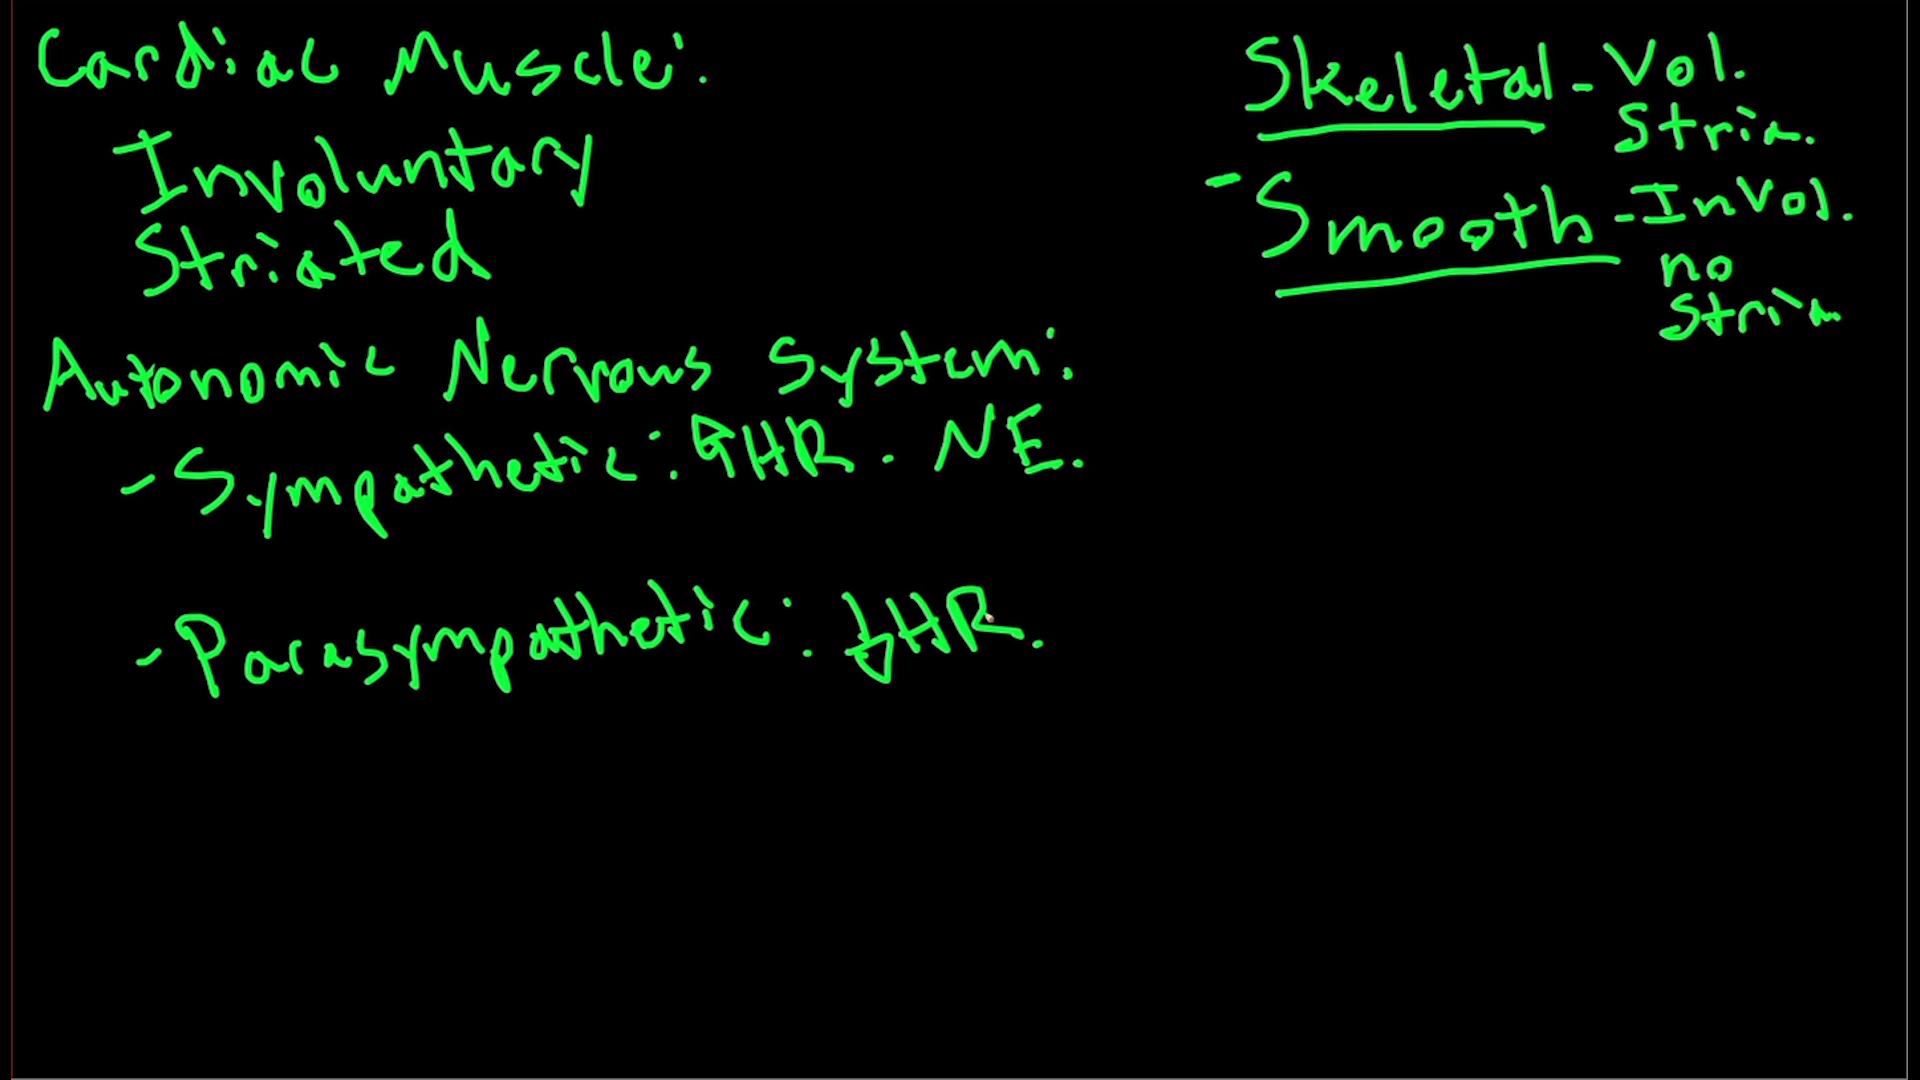 Cardiac Muscle:
Involuntary
Striated
Autonomic Nervous System:
- Sympathetic: ↑HR. NE.
- Parasympathetic: ↓HR.
Skeletal - Vol.
Stria.
- Smooth - InVol.
no
Stria